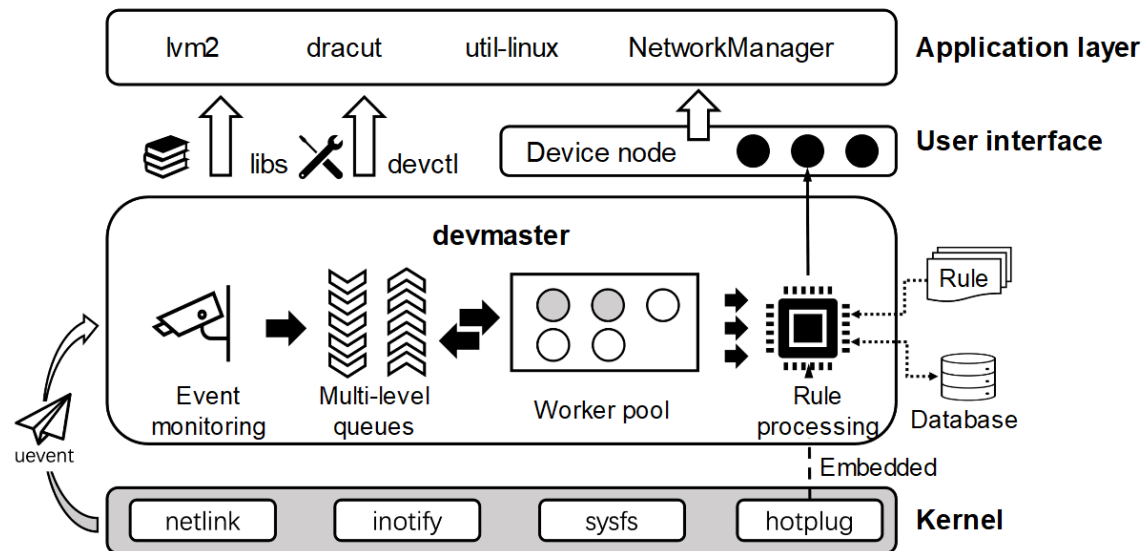 lvm2 dracut util-linux NetworkManager
Application layer
libs devctl
Device node
User interface
devmaster
Event
monitoring
Multi-level
queues
Worker pool
Rule
processing
Rule
Database
uevent
Embedded
netlink inotify sysfs hotplug
Kernel